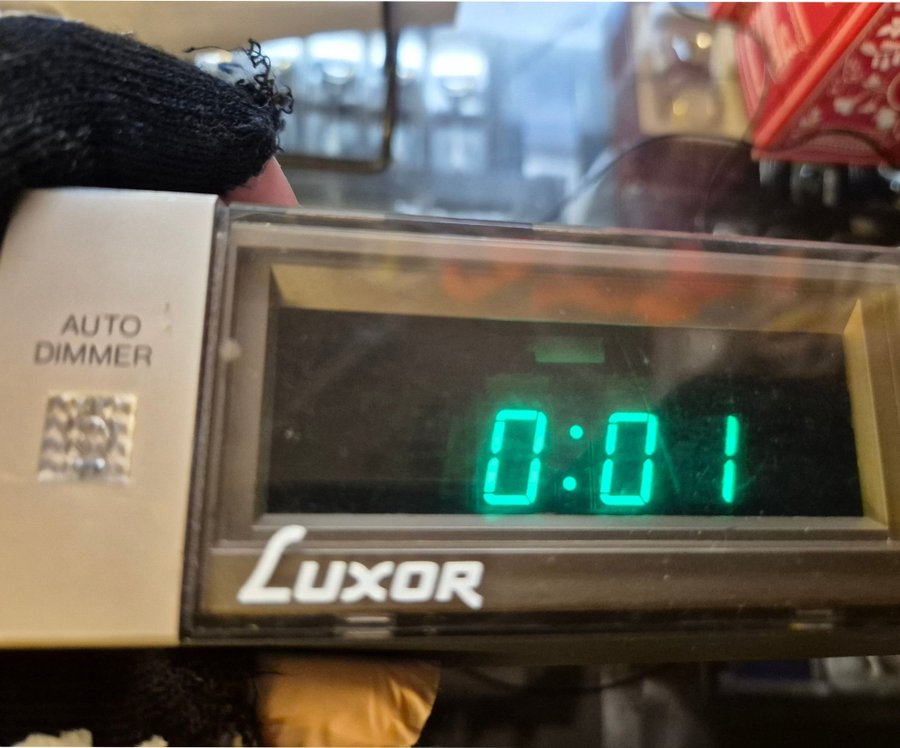 AUTO
DIMMER
0:01
LUXOR